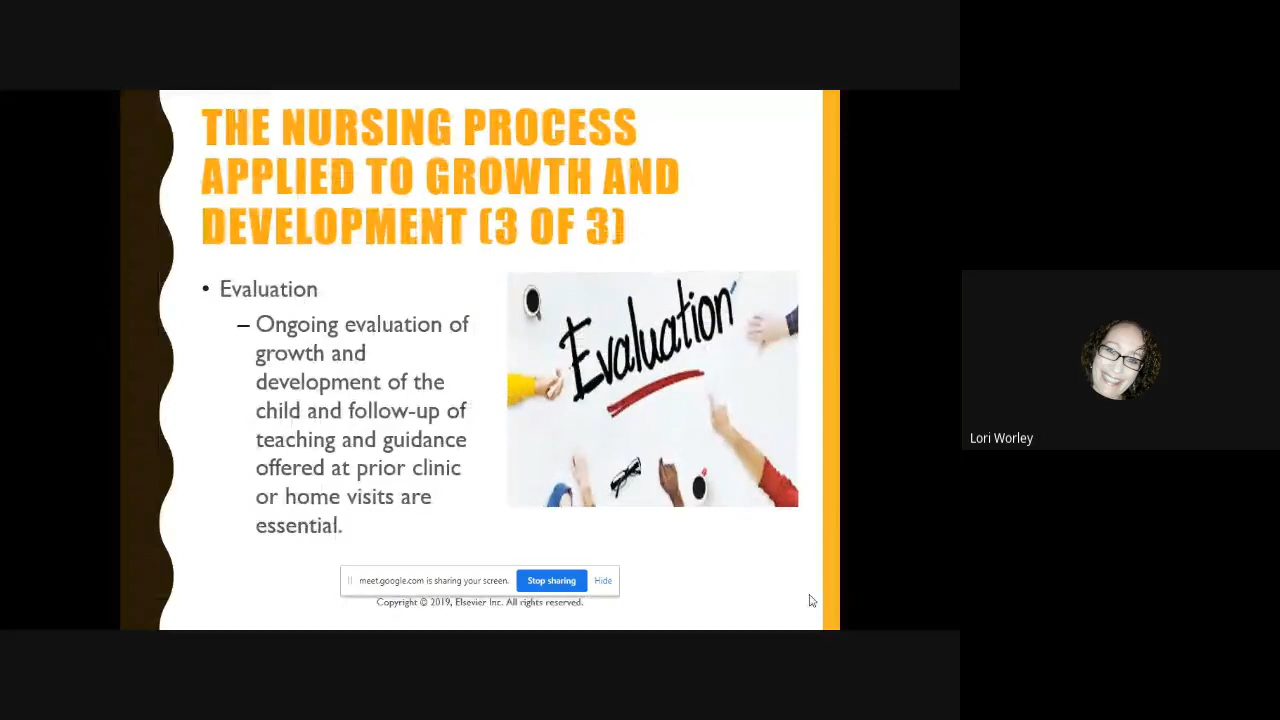 THE NURSING PROCESS
APPLIED TO GROWTH AND
DEVELOPMENT (3 OF 3)
• Evaluation
– Ongoing evaluation of
growth and
development of the
child and follow-up of
teaching and guidance
offered at prior clinic
or home visits are
essential.
Evaluation
meet.google.com is sharing your screen. Stop sharing Hide
Copyright © 2019, Elsevier Inc. All rights reserved.
Lori Worley